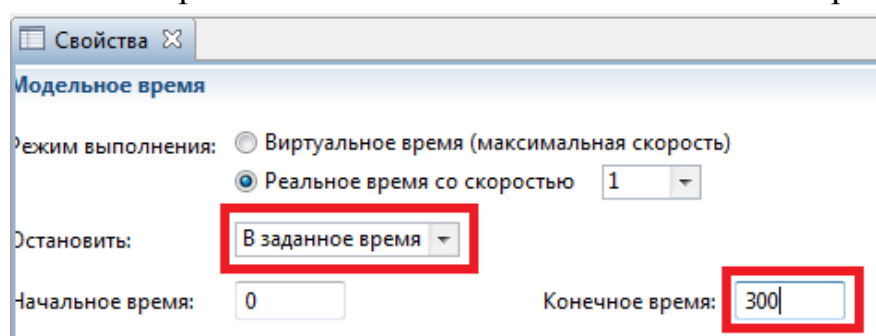 Свойства
Модельное время
Режим выполнения: Виртуальное время (максимальная скорость)
Реальное время со скоростью 1
Остановить: В заданное время
Начальное время: 0 Конечное время: 300